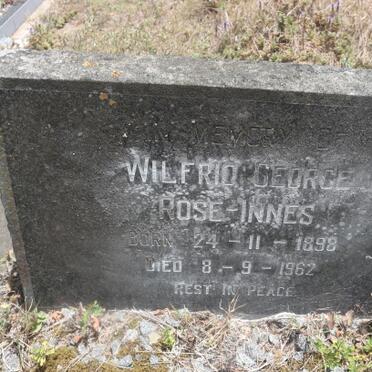 IN MEMORY OF
WILFRID GEORGE
ROSE-INNES
BORN 24-11-1898
DIED 8-9-1962
REST IN PEACE